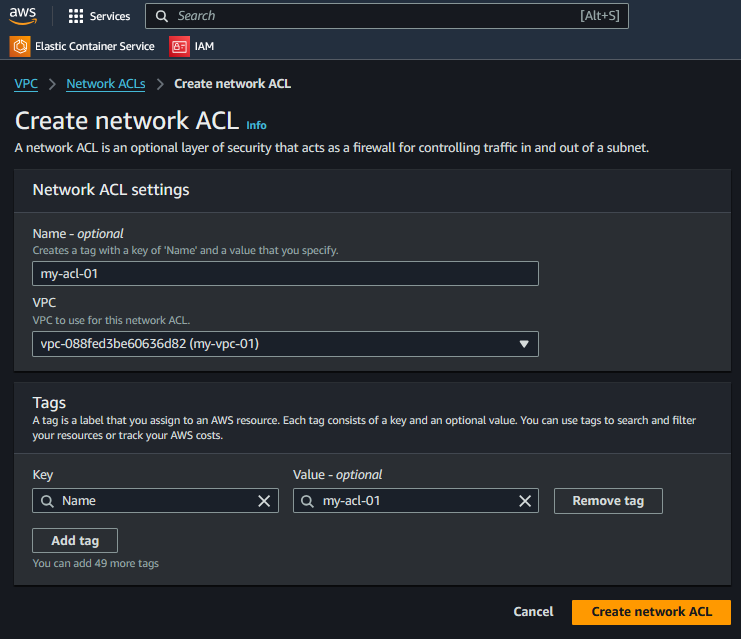 aws
Services
Search
[Alt+S]
Elastic Container Service
IAM
VPC > Network ACLs > Create network ACL
Create network ACL Info
A network ACL is an optional layer of security that acts as a firewall for controlling traffic in and out of a subnet.
Network ACL settings
Name - optional
Creates a tag with a key of 'Name' and a value that you specify.
my-acl-01
VPC
VPC to use for this network ACL.
vpc-088fed3be60636d82 (my-vpc-01)
Tags
A tag is a label that you assign to an AWS resource. Each tag consists of a key and an optional value. You can use tags to search and filter
your resources or track your AWS costs.
Key
Value - optional
Name
my-acl-01
Remove tag
Add tag
You can add 49 more tags
Cancel
Create network ACL